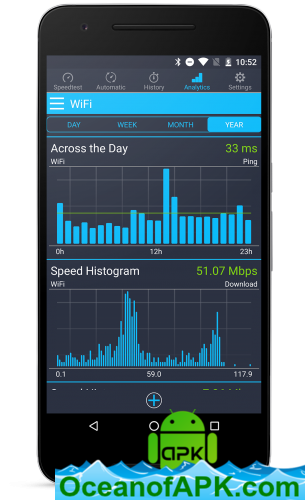 10:52
Speedtest Automatic History Analytics Settings
WiFi
DAY WEEK MONTH YEAR
Across the Day 33 ms
WiFi Ping
0h 12h 23h
Speed Histogram 51.07 Mbps
WiFi Download
0.1 59.0 117.9
APK
OceanofAPK.com